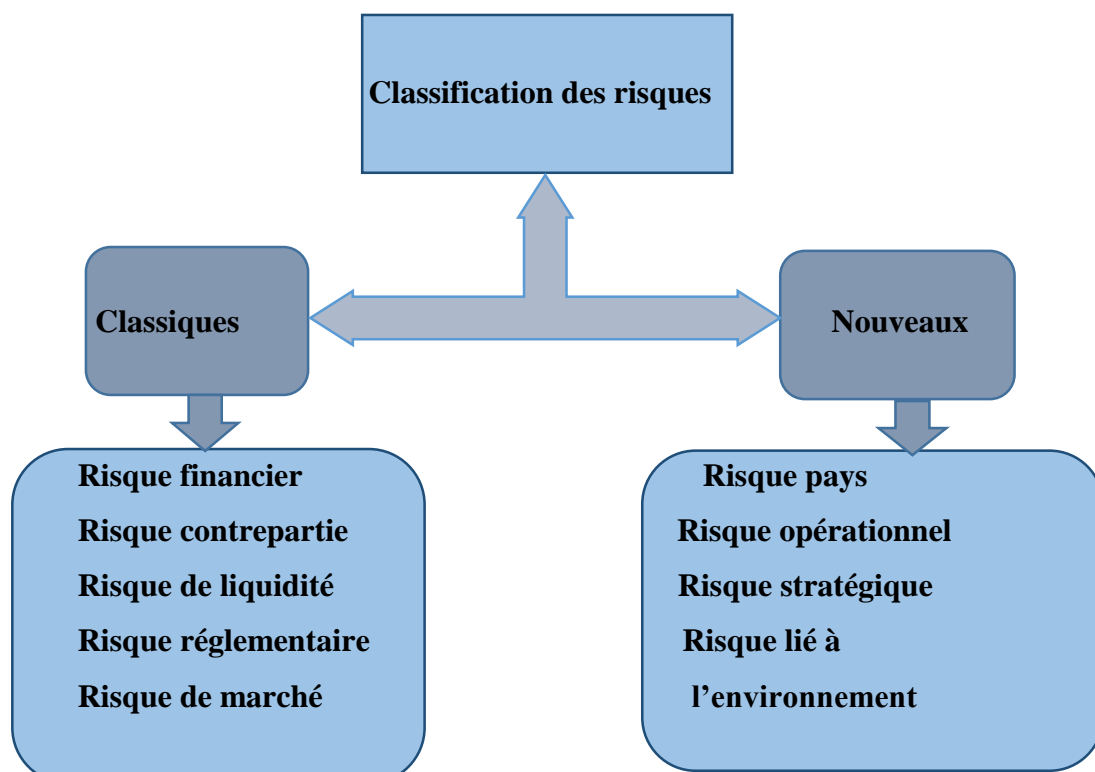 Classification des risques
Classiques
Nouveaux
Risque financier
Risque contrepartie
Risque de liquidité
Risque réglementaire
Risque de marché
Risque pays
Risque opérationnel
Risque stratégique
Risque lié à
l’environnement